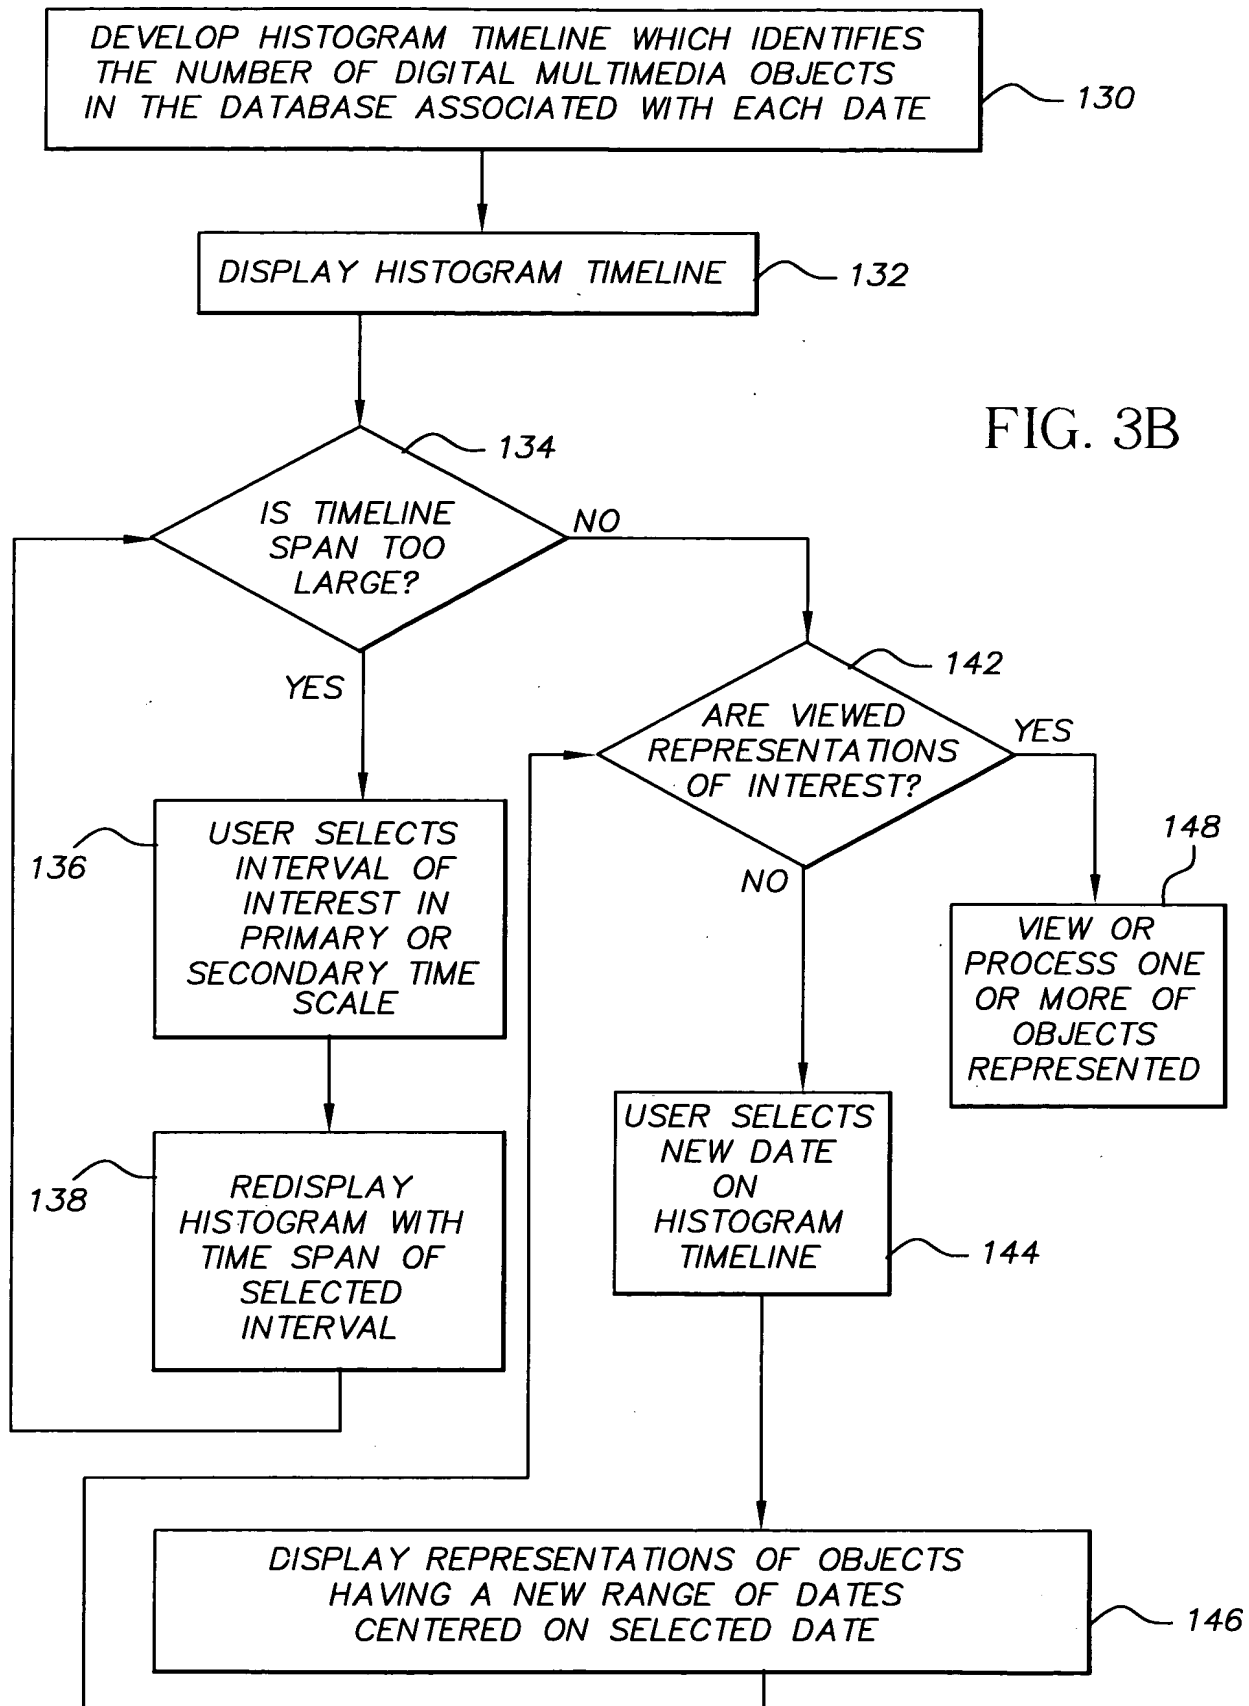 DEVELOP HISTOGRAM TIMELINE WHICH IDENTIFIES
THE NUMBER OF DIGITAL MULTIMEDIA OBJECTS
IN THE DATABASE ASSOCIATED WITH EACH DATE
130
DISPLAY HISTOGRAM TIMELINE
132
FIG. 3B
134
IS TIMELINE
SPAN TOO
LARGE?
NO
YES
142
ARE VIEWED
REPRESENTATIONS
OF INTEREST?
YES
NO
136
USER SELECTS
INTERVAL OF
INTEREST IN
PRIMARY OR
SECONDARY TIME
SCALE
148
VIEW OR
PROCESS ONE
OR MORE OF
OBJECTS
REPRESENTED
138
REDISPLAY
HISTOGRAM WITH
TIME SPAN OF
SELECTED
INTERVAL
USER SELECTS
NEW DATE
ON
HISTOGRAM
TIMELINE
144
DISPLAY REPRESENTATIONS OF OBJECTS
HAVING A NEW RANGE OF DATES
CENTERED ON SELECTED DATE
146